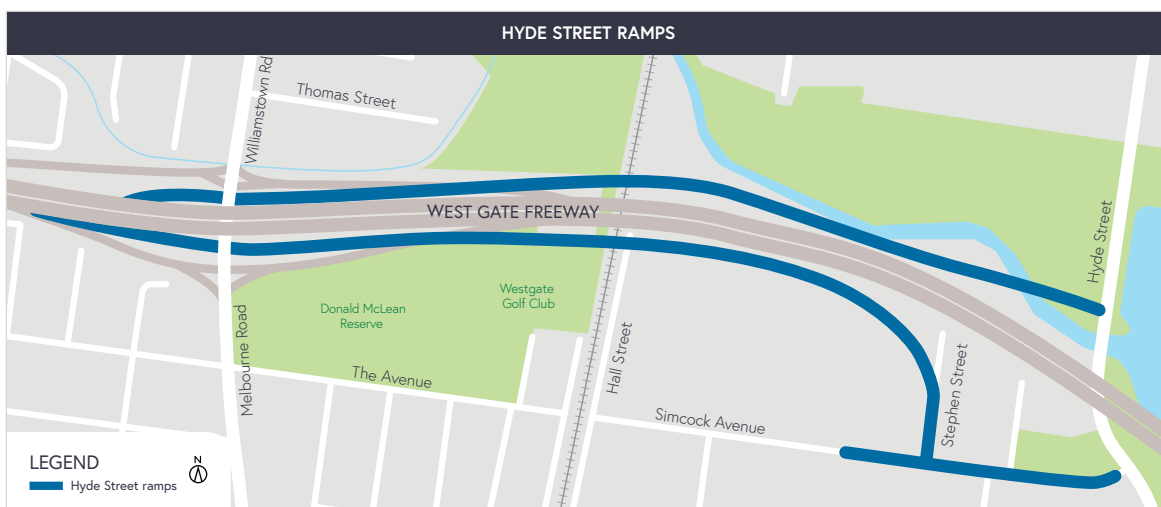 HYDE STREET RAMPS
Williamstown Rd
Thomas Street
WEST GATE FREEWAY
Hyde Street
Westgate
Golf Club
Donald McLean
Reserve
Melbourne Road
Hall Street
The Avenue
Stephen Street
Simcock Avenue
LEGEND
N
Hyde Street ramps